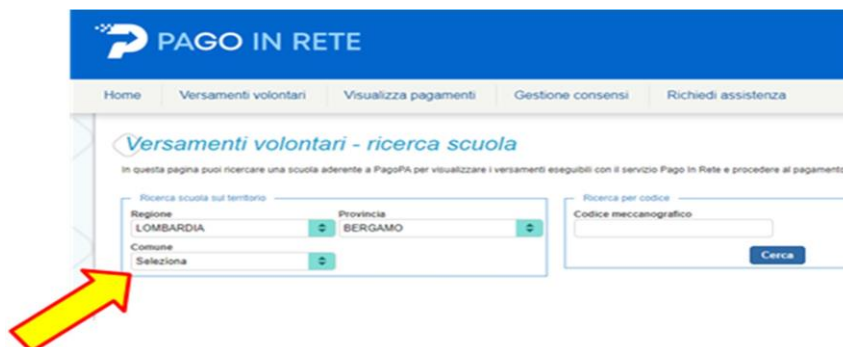 PAGO IN RETE
Home Versamenti volontari Visualizza pagamenti Gestione consensi Richiedi assistenza
Versamenti volontari - ricerca scuola
In questa pagina puoi ricercare una scuola aderente a PagoPA per visualizzare i versamenti eseguibili con il servizio Pago In Rete e procedere al pagamento
Ricerca scuola sul territorio
Regione Provincia
LOMBARDIA BERGAMO
Comune
Seleziona
Ricerca per codice
Codice meccanografico
Cerca